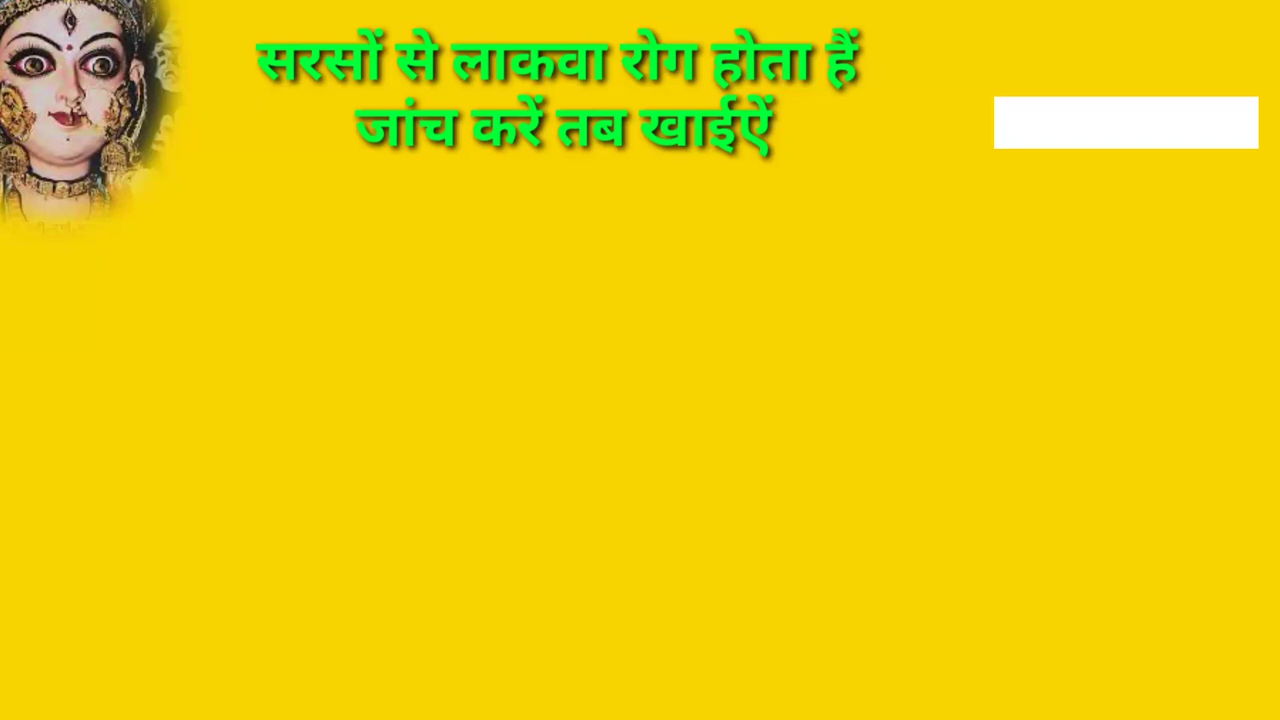 सरसों से लाकवा रोग होता हैं
जांच करें तब खाईऐं